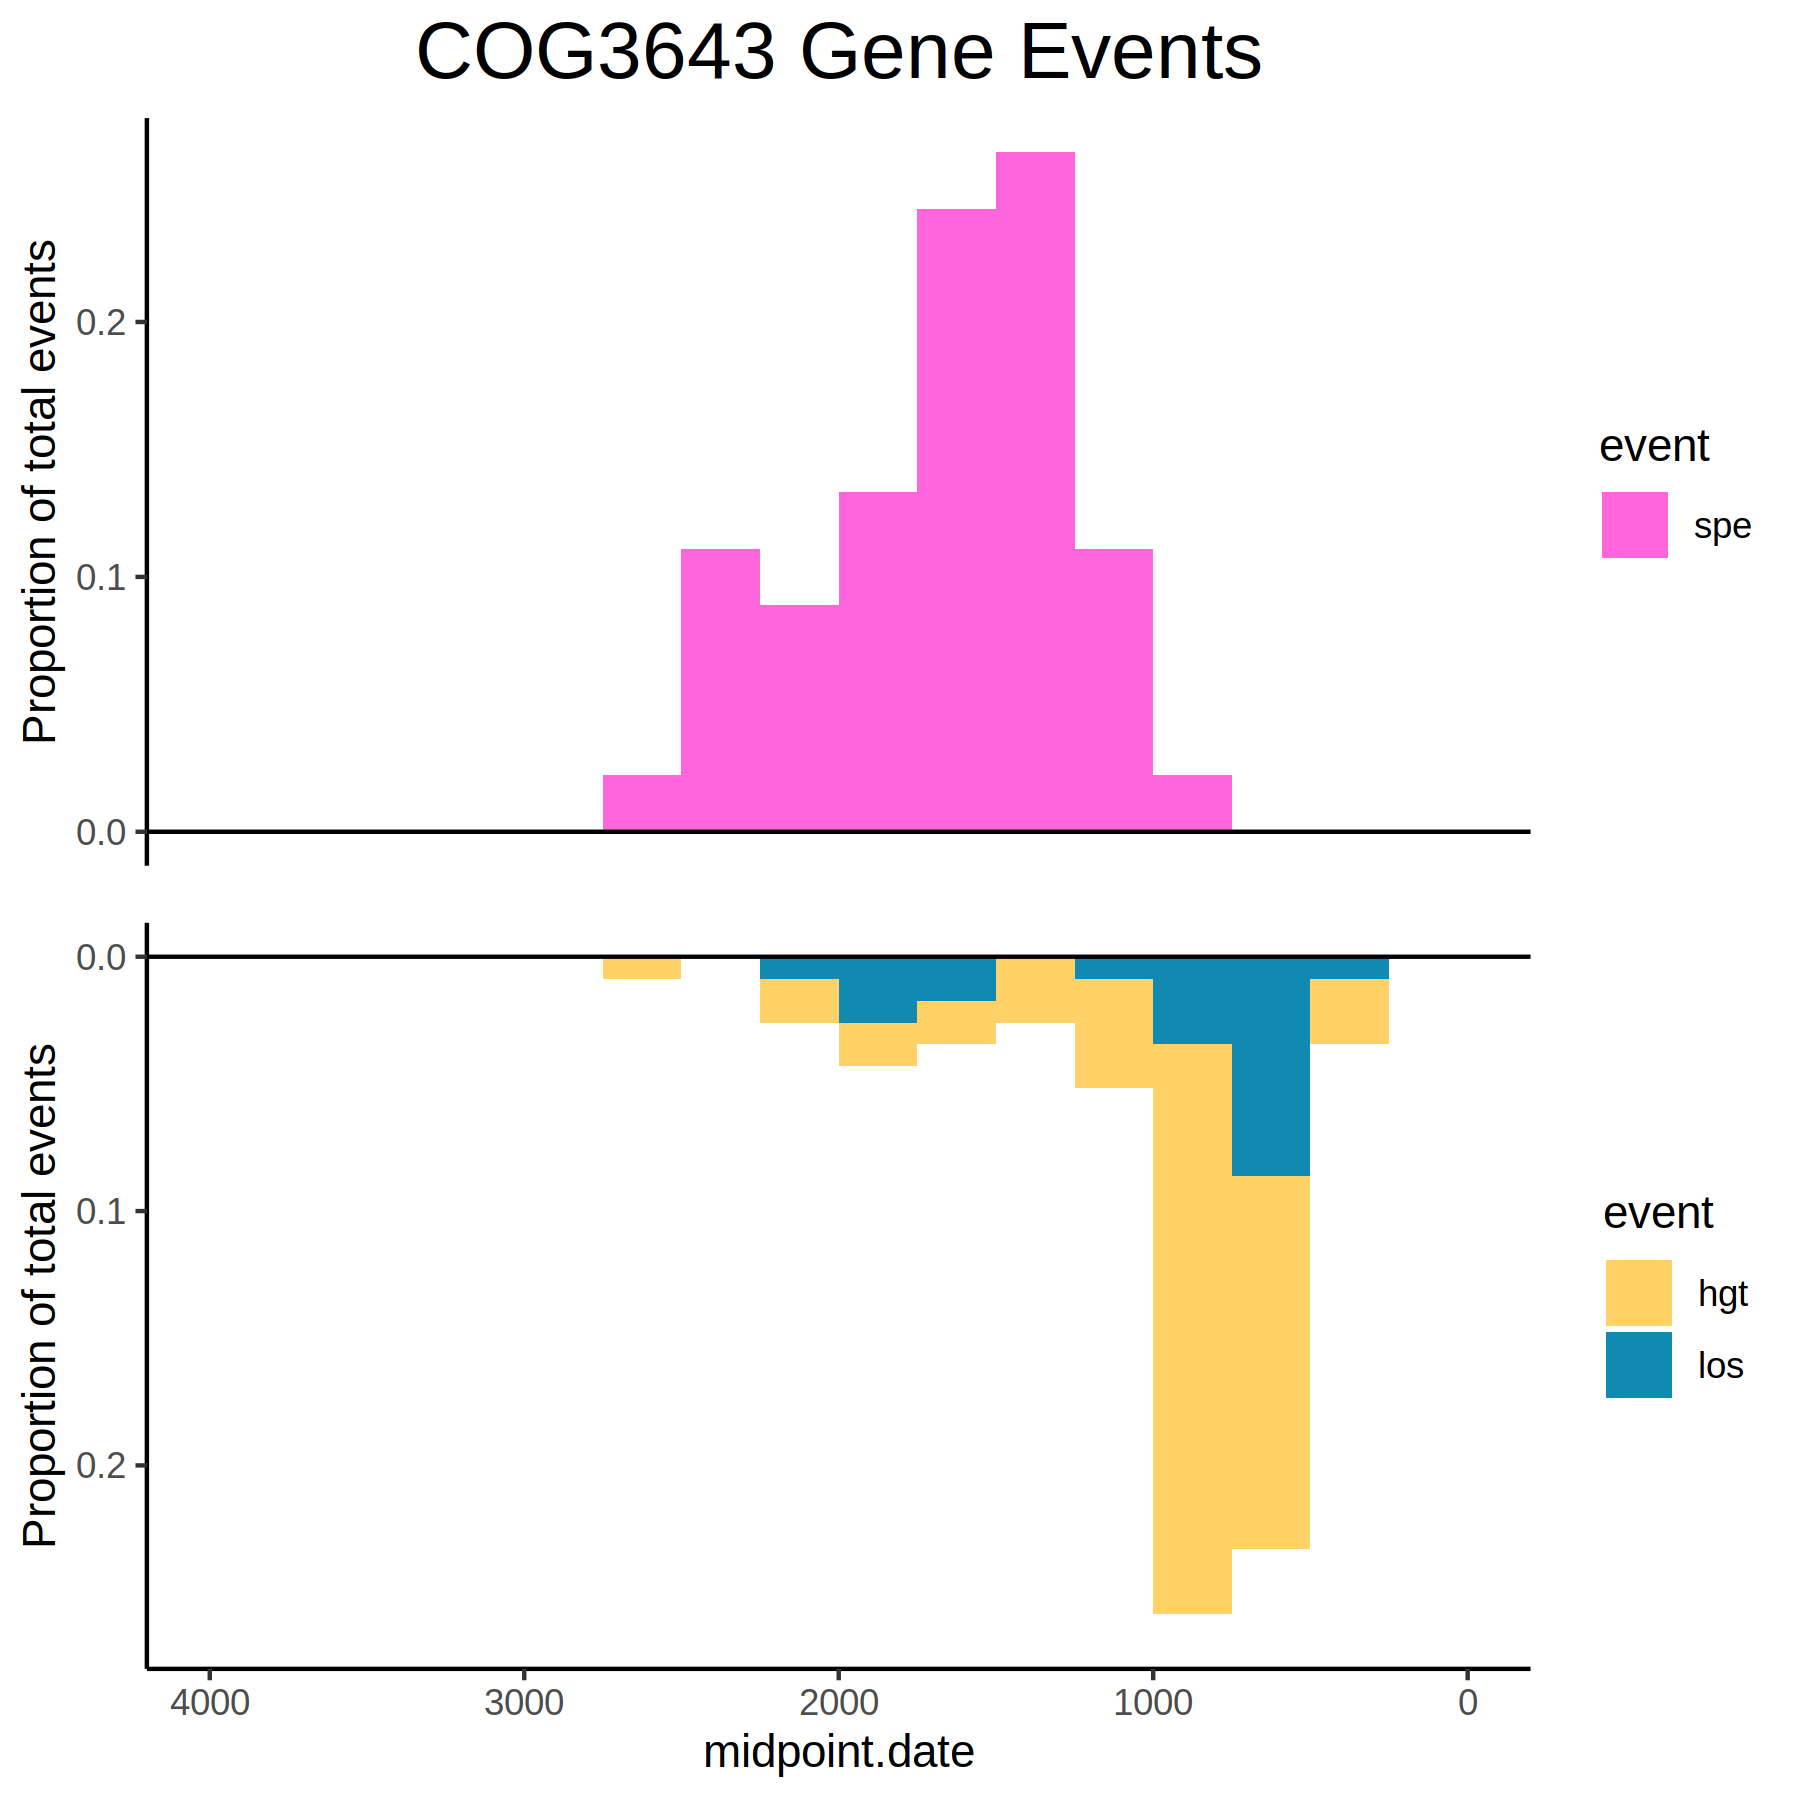 COG3643 Gene Events
Proportion of total events
0.2
0.1
0.0
event
spe
Proportion of total events
0.0
0.1
0.2
event
hgt
los
4000 3000 2000 1000 0
midpoint.date